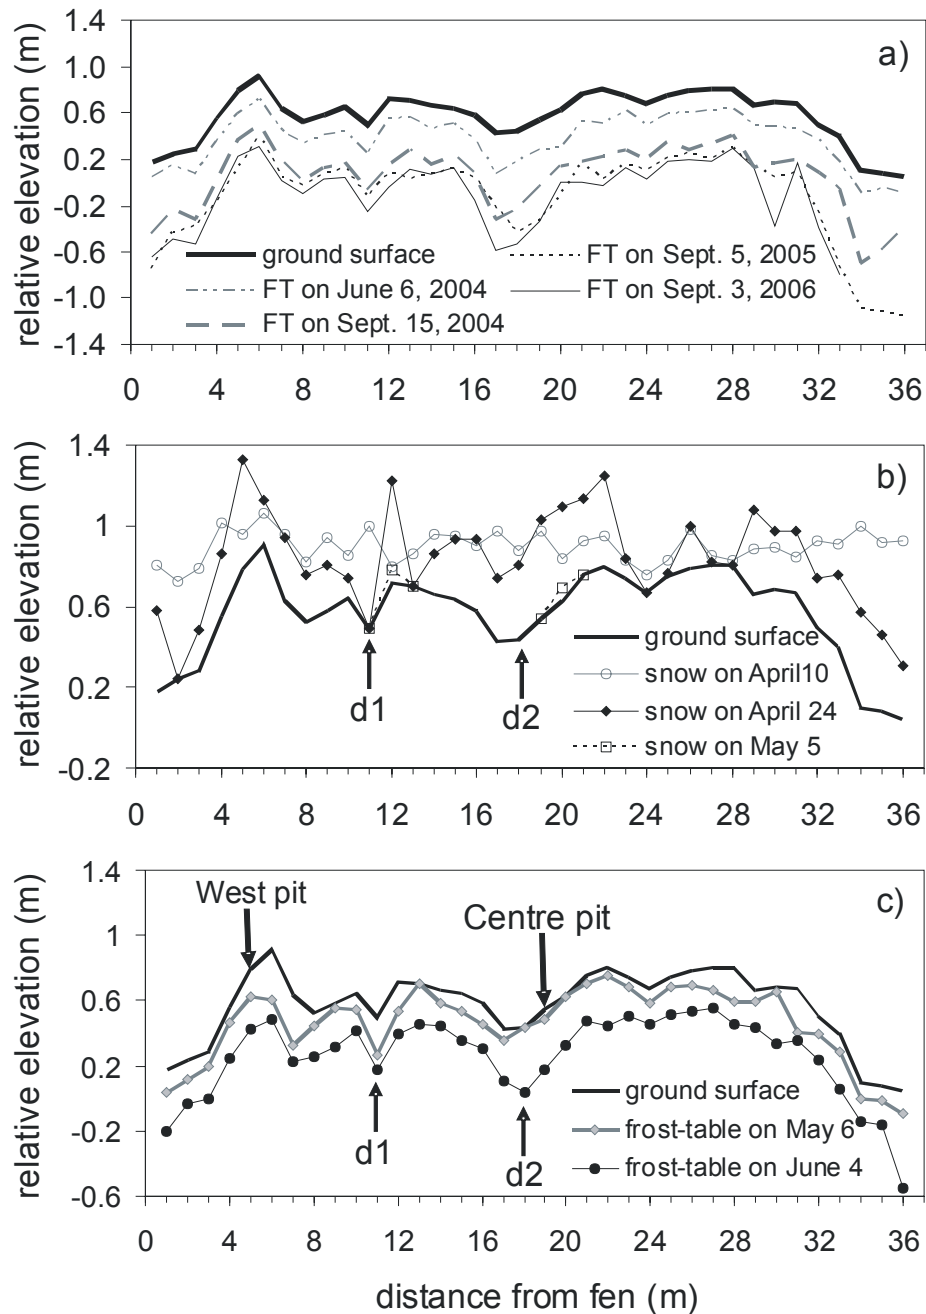 1.4
a)
1.0
0.6
0.2
-0.2
-0.6
-1.0
-1.4
relative elevation (m)
ground surface
FT on Sept. 5, 2005
FT on June 6, 2004
FT on Sept. 3, 2006
FT on Sept. 15, 2004
0 4 8 12 16 20 24 28 32 36
1.4
b)
1
0.6
0.2
-0.2
relative elevation (m)
ground surface
snow on April10
snow on April 24
snow on May 5
d1
d2
0 4 8 12 16 20 24 28 32 36
1.4
c)
1
0.6
0.2
-0.2
-0.6
relative elevation (m)
West pit
Centre pit
d1
d2
ground surface
frost-table on May 6
frost-table on June 4
0 4 8 12 16 20 24 28 32 36
distance from fen (m)